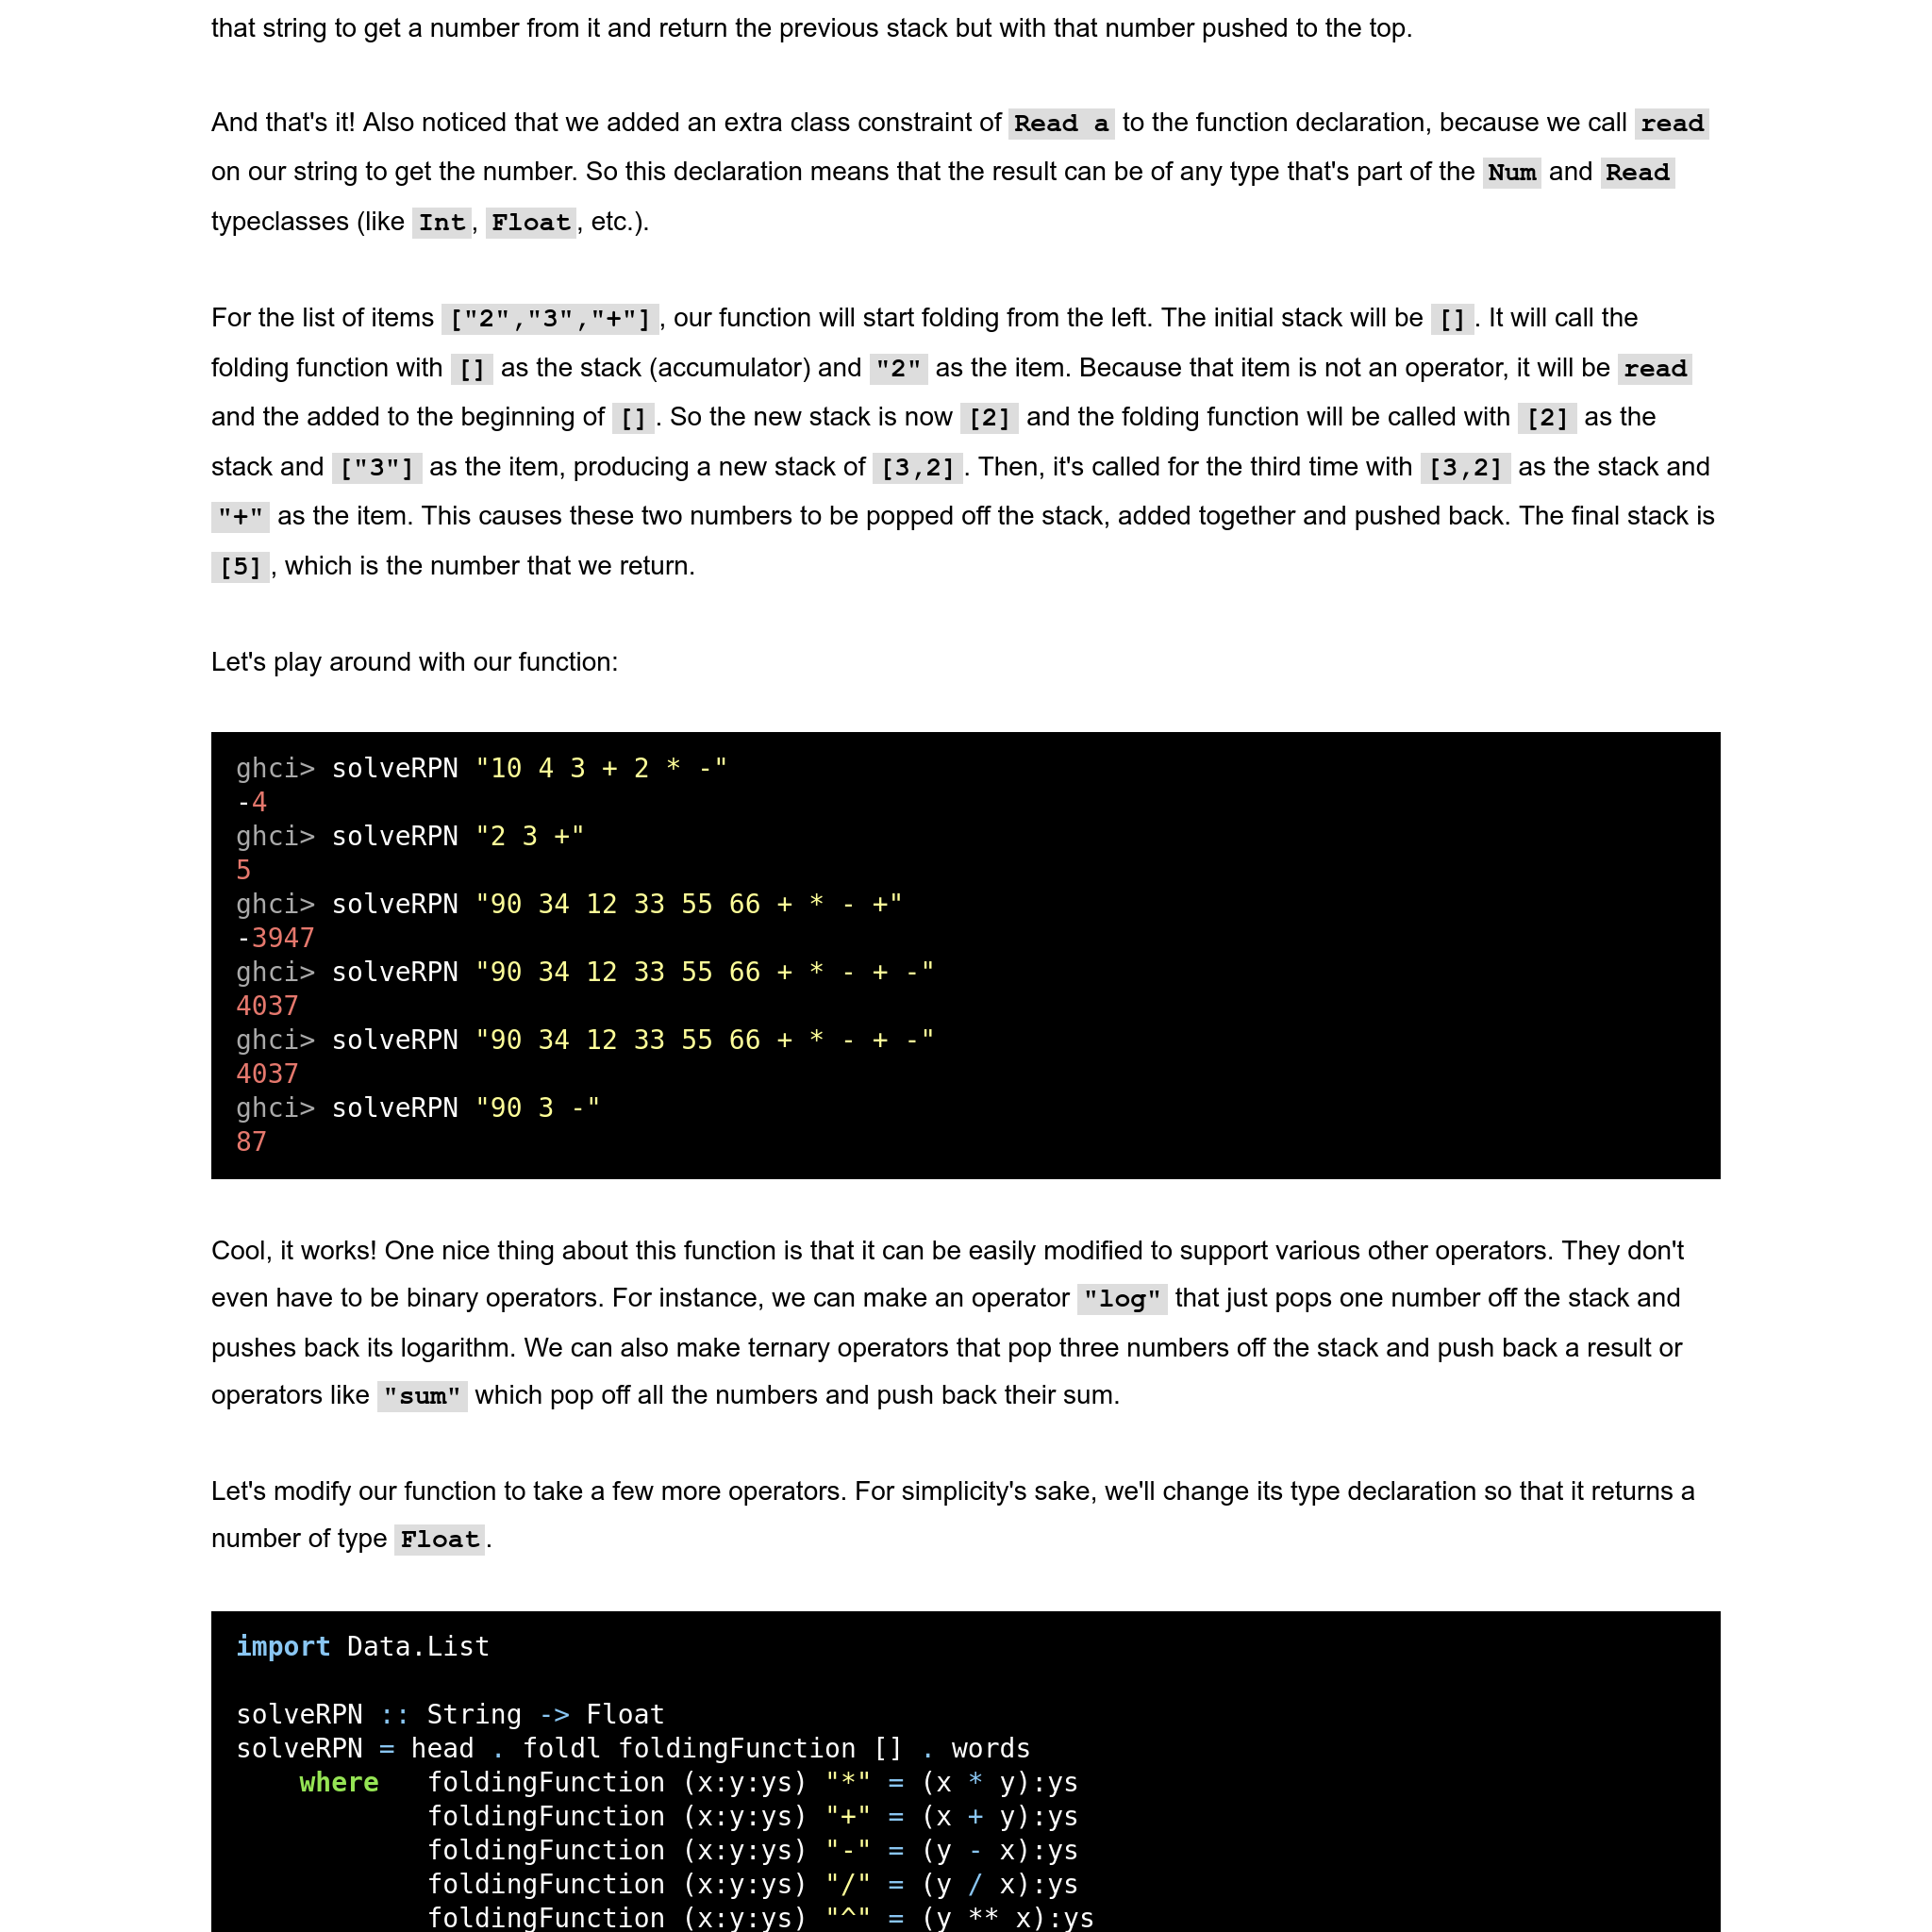 that string to get a number from it and return the previous stack but with that number pushed to the top.
And that's it! Also noticed that we added an extra class constraint of Read a to the function declaration, because we call read
on our string to get the number. So this declaration means that the result can be of any type that's part of the Num and Read
typeclasses (like Int, Float, etc.).
For the list of items ["2","3","+"], our function will start folding from the left. The initial stack will be []. It will call the
folding function with [] as the stack (accumulator) and "2" as the item. Because that item is not an operator, it will be read
and the added to the beginning of []. So the new stack is now [2] and the folding function will be called with [2] as the
stack and ["3"] as the item, producing a new stack of [3,2]. Then, it's called for the third time with [3,2] as the stack and
"+" as the item. This causes these two numbers to be popped off the stack, added together and pushed back. The final stack is
[5], which is the number that we return.
Let's play around with our function:
ghci> solveRPN "10 4 3 + 2 * -"
-4
ghci> solveRPN "2 3 +"
5
ghci> solveRPN "90 34 12 33 55 66 + * - +"
-3947
ghci> solveRPN "90 34 12 33 55 66 + * - + -"
4037
ghci> solveRPN "90 34 12 33 55 66 + * - + -"
4037
ghci> solveRPN "90 3 -"
87
Cool, it works! One nice thing about this function is that it can be easily modified to support various other operators. They don't
even have to be binary operators. For instance, we can make an operator "log" that just pops one number off the stack and
pushes back its logarithm. We can also make ternary operators that pop three numbers off the stack and push back a result or
operators like "sum" which pop off all the numbers and push back their sum.
Let's modify our function to take a few more operators. For simplicity's sake, we'll change its type declaration so that it returns a
number of type Float.
import Data.List
solveRPN :: String -> Float
solveRPN = head . foldl foldingFunction [] . words
    where   foldingFunction (x:y:ys) "*" = (x * y):ys
            foldingFunction (x:y:ys) "+" = (x + y):ys
            foldingFunction (x:y:ys) "-" = (y - x):ys
            foldingFunction (x:y:ys) "/" = (y / x):ys
            foldingFunction (x:y:ys) "^" = (y ** x):ys